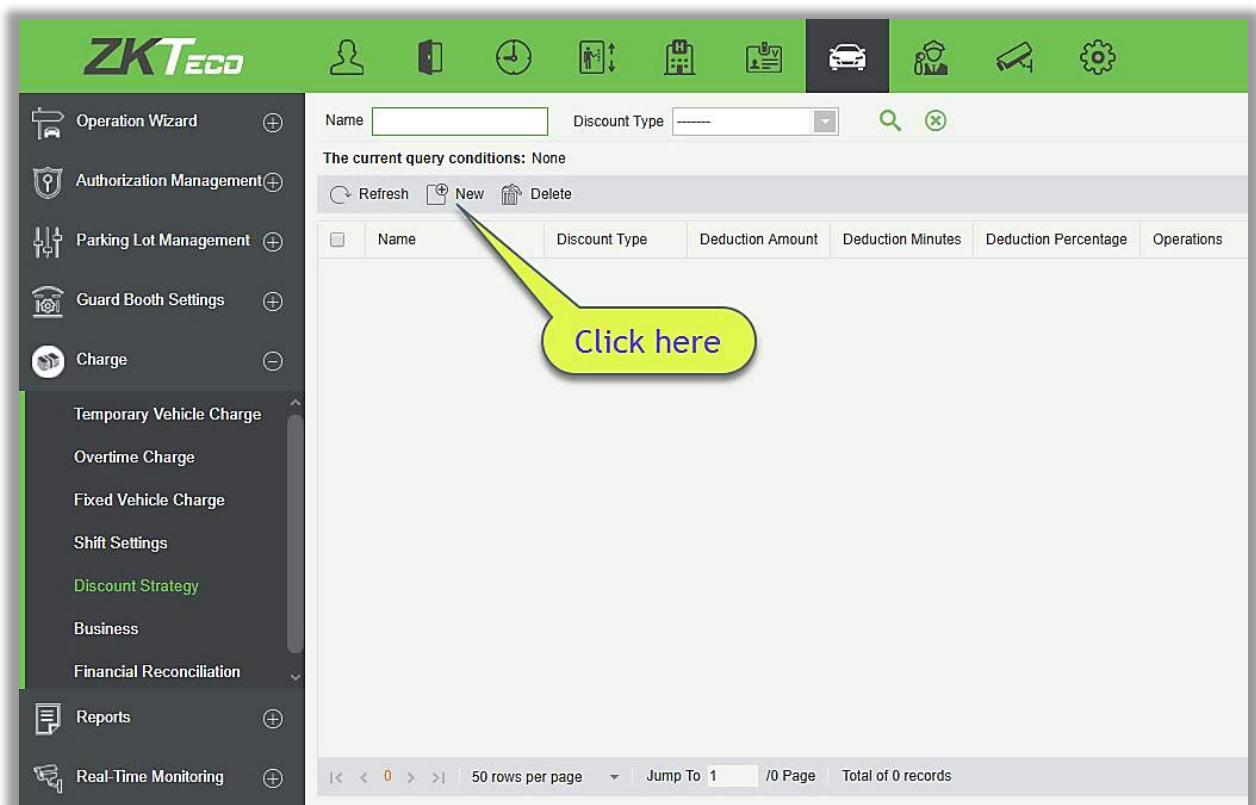 ZKTECO
Operation Wizard
Authorization Management
Parking Lot Management
Guard Booth Settings
Charge
Temporary Vehicle Charge
Overtime Charge
Fixed Vehicle Charge
Shift Settings
Discount Strategy
Business
Financial Reconciliation
Reports
Real-Time Monitoring
Name Discount Type -------
The current query conditions: None
Refresh New Delete
Name Discount Type Deduction Amount Deduction Minutes Deduction Percentage Operations
Click here
|< < 0 > >| 50 rows per page Jump To 1 /0 Page Total of 0 records